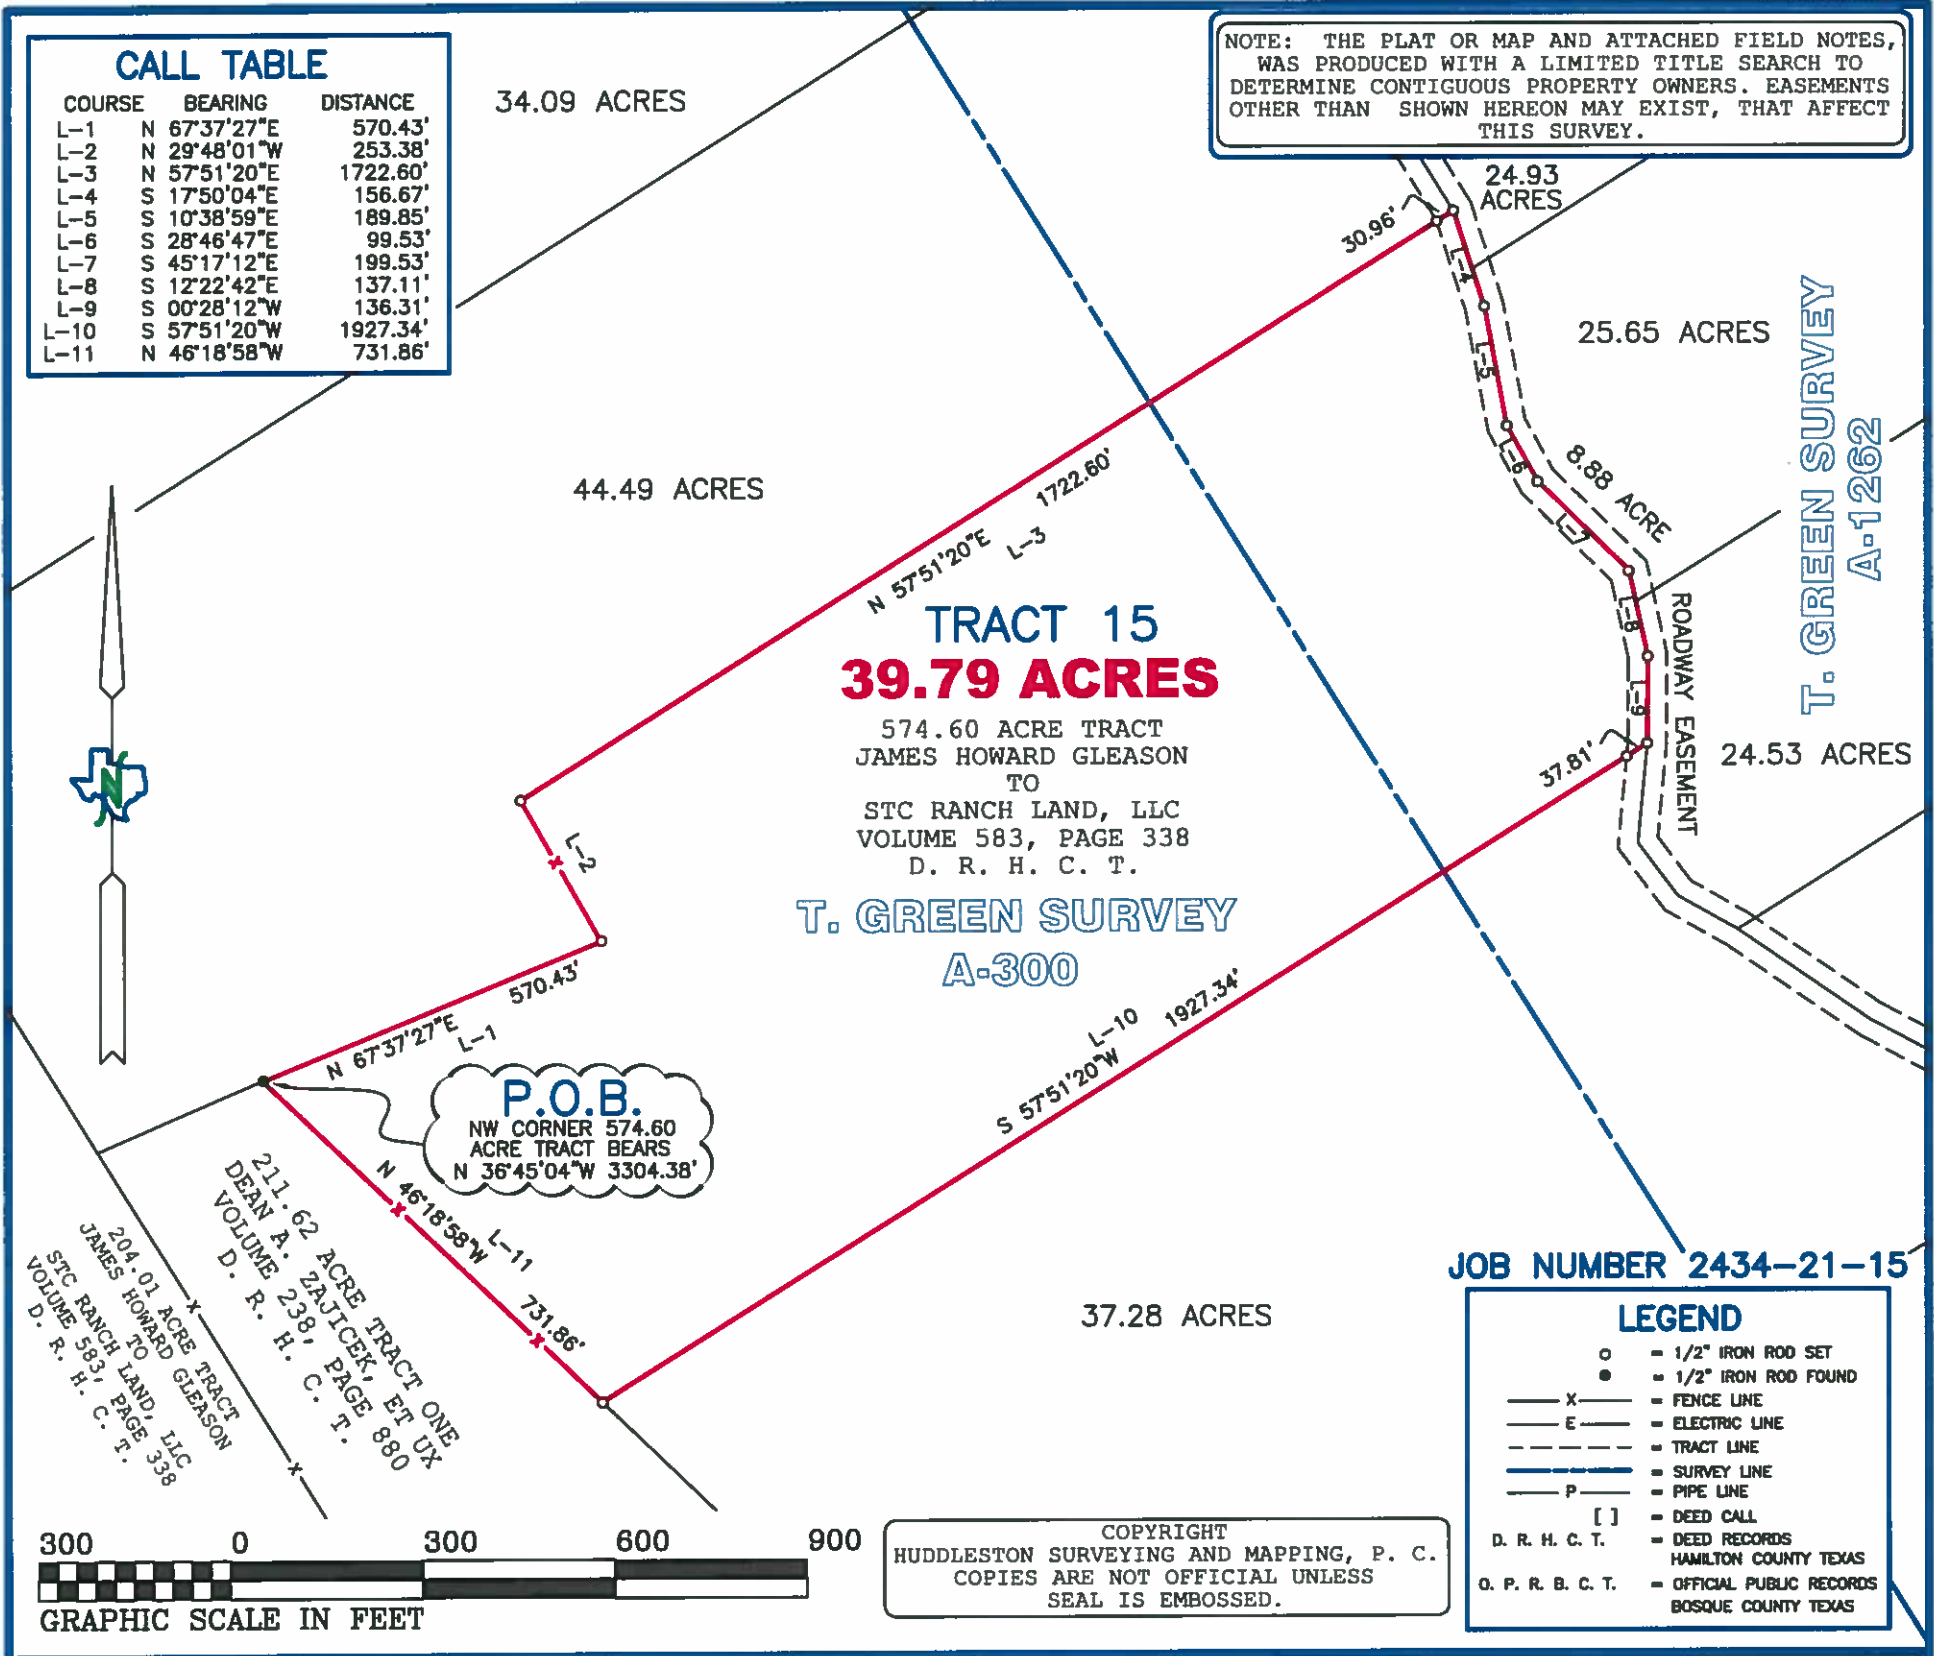 CALL TABLE
COURSE BEARING DISTANCE
L-1 N 67°37'27"E 570.43'
L-2 N 29°48'01"W 253.38'
L-3 N 57°51'20"E 1722.60'
L-4 S 17°50'04"E 156.67'
L-5 S 10°38'59"E 189.85'
L-6 S 28°46'47"E 99.53'
L-7 S 45°17'12"E 199.53'
L-8 S 12°22'42"E 137.11'
L-9 S 00°28'12"W 136.31'
L-10 S 57°51'20"W 1927.34'
L-11 N 46°18'58"W 731.86'
34.09 ACRES
NOTE: THE PLAT OR MAP AND ATTACHED FIELD NOTES,
WAS PRODUCED WITH A LIMITED TITLE SEARCH TO
DETERMINE CONTIGUOUS PROPERTY OWNERS. EASEMENTS
OTHER THAN SHOWN HEREON MAY EXIST, THAT AFFECT
THIS SURVEY.
24.93
ACRES
30.96'
L-4
25.65 ACRES
L-5
T. GREEN SURVEY
A-1262
44.49 ACRES
L-6
8.88 ACRE
ROADWAY EASEMENT
L-7
L-8
L-9
N 57°51'20"E 1722.60'
L-3
TRACT 15
39.79 ACRES
574.60 ACRE TRACT
JAMES HOWARD GLEASON
TO
STC RANCH LAND, LLC
VOLUME 583, PAGE 338
D. R. H. C. T.
T. GREEN SURVEY
A-300
37.81'
24.53 ACRES
N
L-2
N 67°37'27"E 570.43'
L-1
P.O.B.
NW CORNER 574.60
ACRE TRACT BEARS
N 36°45'04"W 3304.38'
L-10
S 57°51'20"W 1927.34'
N 46°18'58"W 731.86'
L-11
211.62 ACRE TRACT ONE
DEAN A. ZAJICEK, ET UX
VOLUME 238, PAGE 880
D. R. H. C. T.
204.01 ACRE TRACT
JAMES HOWARD GLEASON
TO
STC RANCH LAND, LLC
VOLUME 583, PAGE 338
D. R. H. C. T.
37.28 ACRES
JOB NUMBER 2434-21-15
LEGEND
= 1/2" IRON ROD SET
= 1/2" IRON ROD FOUND
X = FENCE LINE
E = ELECTRIC LINE
= TRACT LINE
= SURVEY LINE
P = PIPE LINE
[ ] = DEED CALL
D. R. H. C. T. = DEED RECORDS
HAMILTON COUNTY TEXAS
O. P. R. B. C. T. = OFFICIAL PUBLIC RECORDS
BOSQUE COUNTY TEXAS
300 0 300 600 900
GRAPHIC SCALE IN FEET
COPYRIGHT
HUDDLESTON SURVEYING AND MAPPING, P. C.
COPIES ARE NOT OFFICIAL UNLESS
SEAL IS EMBOSSED.